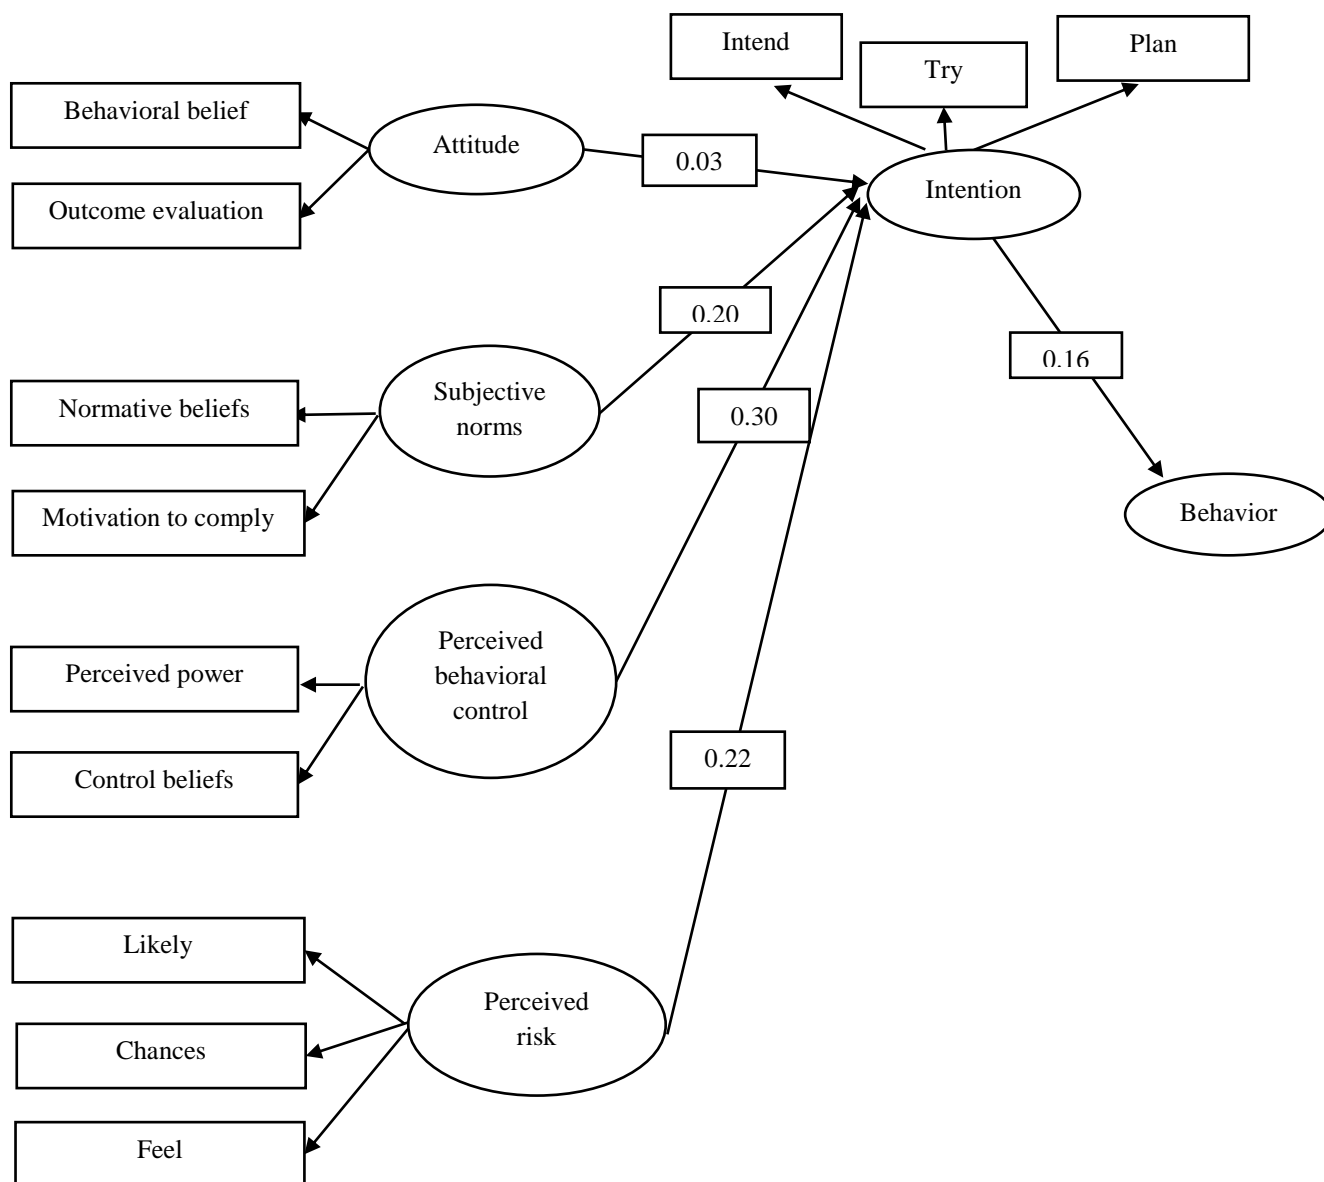 Intend
Try
Plan
Behavioral belief
Attitude
0.03
Intention
Outcome evaluation
0.20
0.16
Normative beliefs
Subjective
norms
0.30
Motivation to comply
Behavior
Perceived power
Perceived
behavioral
control
Control beliefs
0.22
Likely
Perceived
risk
Chances
Feel